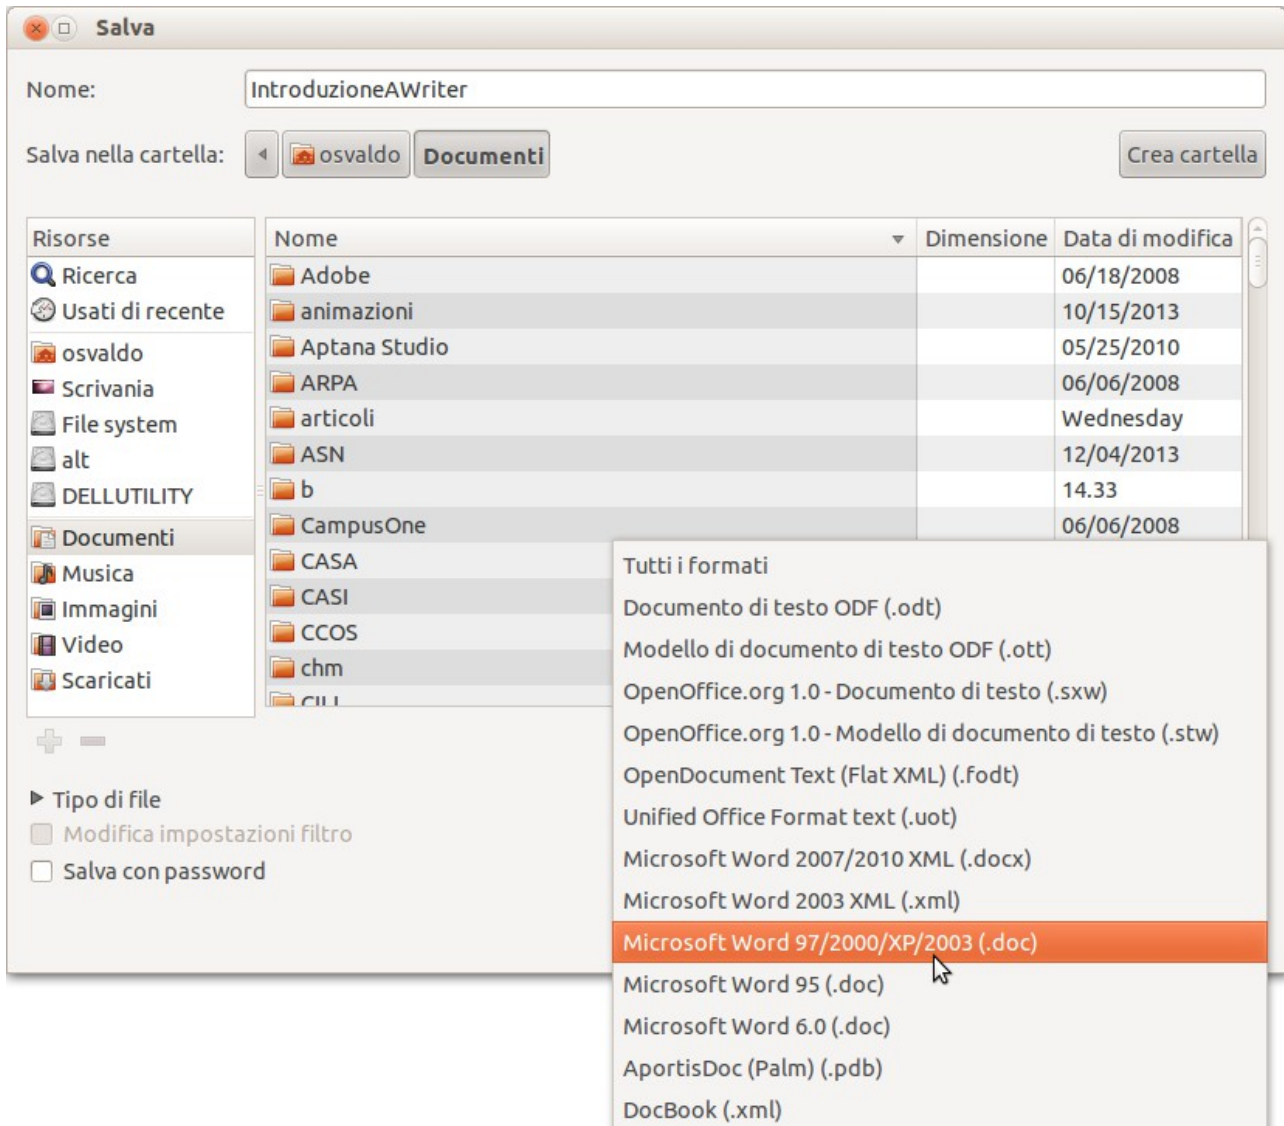 Salva
Nome: IntroduzioneAWriter
Salva nella cartella: osvaldo Documenti Crea cartella
Risorse
Ricerca
Usati di recente
osvaldo
Scrivania
File system
alt
DELLUTILITY
Documenti
Musica
Immagini
Video
Scaricati
Nome Dimensione Data di modifica
Adobe 06/18/2008
animazioni 10/15/2013
Aptana Studio 05/25/2010
ARPA 06/06/2008
articoli Wednesday
ASN 12/04/2013
b 14.33
CampusOne 06/06/2008
CASA
CASI
CCOS
chm
Tipo di file
Modifica impostazioni filtro
Salva con password
Tutti i formati
Documento di testo ODF (.odt)
Modello di documento di testo ODF (.ott)
OpenOffice.org 1.0 - Documento di testo (.sxw)
OpenOffice.org 1.0 - Modello di documento di testo (.stw)
OpenDocument Text (Flat XML) (.fodt)
Unified Office Format text (.uot)
Microsoft Word 2007/2010 XML (.docx)
Microsoft Word 2003 XML (.xml)
Microsoft Word 97/2000/XP/2003 (.doc)
Microsoft Word 95 (.doc)
Microsoft Word 6.0 (.doc)
AportisDoc (Palm) (.pdb)
DocBook (.xml)